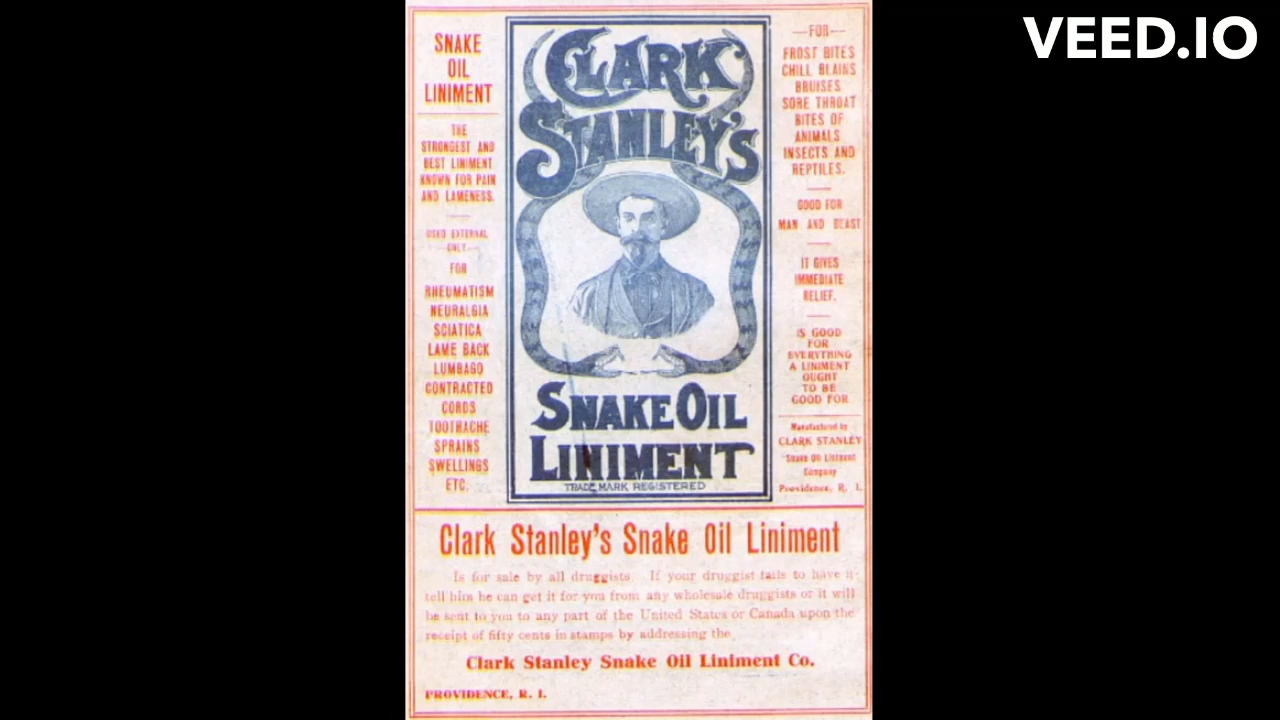 VEED.IO
SNAKE
OIL
LINIMENT
THE
STRONGEST AND
BEST LINIMENT
KNOWN FOR PAIN
AND LAMENESS.
USED EXTERNAL
ONLY
FOR
RHEUMATISM
NEURALGIA
SCIATICA
LAME BACK
LUMBAGO
CONTRACTED
CORDS
TOOTHACHE
SPRAINS
SWELLINGS
ETC.
CLARK
STANLEY'S
SNAKE OIL
LINIMENT
TRADE MARK REGISTERED
FOR
FROST BITES
CHILL BLAINS
BRUISES
SORE THROAT
BITES OF
ANIMALS
INSECTS AND
REPTILES.
GOOD FOR
MAN AND BEAST
IT GIVES
IMMEDIATE
RELIEF.
IS GOOD
FOR
EVERYTHING
A LINIMENT
OUGHT
TO BE
GOOD FOR
Manufactured by
CLARK STANLEY
Snake Oil Liniment
Company
Providence, R. I.
Clark Stanley's Snake Oil Liniment
Is for sale by all druggists. If your druggist fails to have it
tell him he can get it for you from any wholesale druggists or it will
be sent to you to any part of the United States or Canada upon the
receipt of fifty cents in stamps by addressing the
Clark Stanley Snake Oil Liniment Co.
PROVIDENCE, R. I.